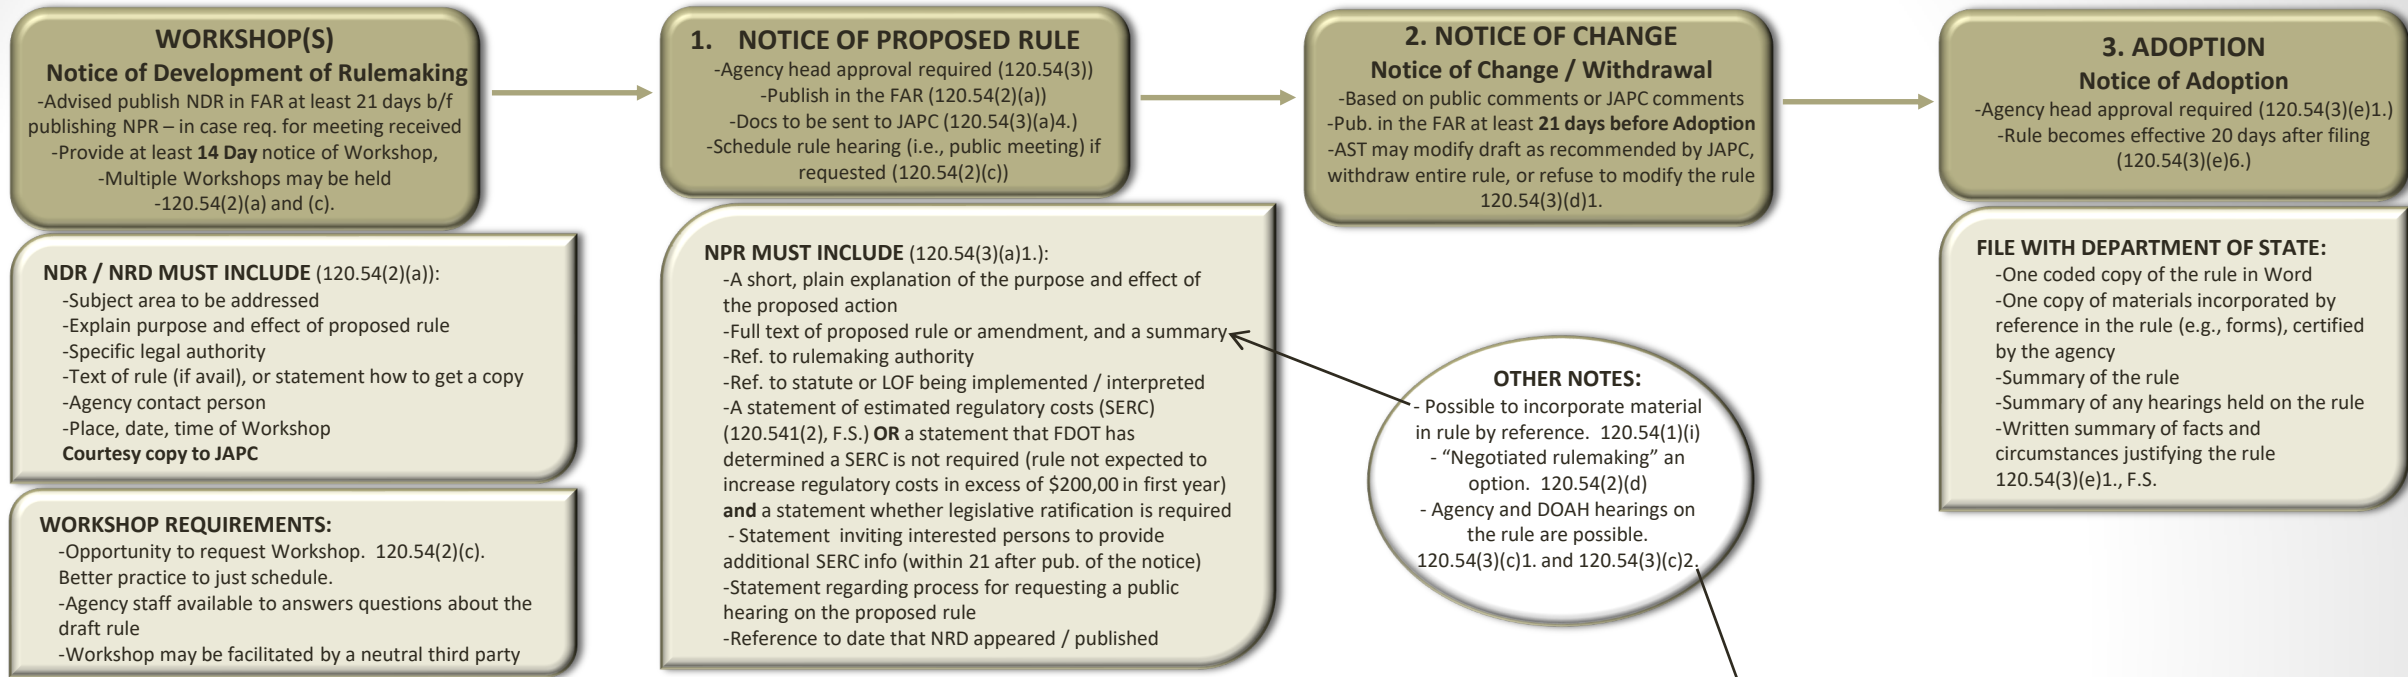 WORKSHOP(S)
Notice of Development of Rulemaking
-Advised publish NDR in FAR at least 21 days b/f
publishing NPR – in case req. for meeting received
-Provide at least 14 Day notice of Workshop,
-Multiple Workshops may be held
-120.54(2)(a) and (c).
NDR / NRD MUST INCLUDE (120.54(2)(a)):
-Subject area to be addressed
-Explain purpose and effect of proposed rule
-Specific legal authority
-Text of rule (if avail), or statement how to get a copy
-Agency contact person
-Place, date, time of Workshop
Courtesy copy to JAPC
WORKSHOP REQUIREMENTS:
-Opportunity to request Workshop. 120.54(2)(c).
Better practice to just schedule.
-Agency staff available to answers questions about the
draft rule
-Workshop may be facilitated by a neutral third party
1. NOTICE OF PROPOSED RULE
-Agency head approval required (120.54(3))
-Publish in the FAR (120.54(2)(a))
-Docs to be sent to JAPC (120.54(3)(a)4.)
-Schedule rule hearing (i.e., public meeting) if
requested (120.54(2)(c))
NPR MUST INCLUDE (120.54(3)(a)1.):
-A short, plain explanation of the purpose and effect of
the proposed action
-Full text of proposed rule or amendment, and a summary
-Ref. to rulemaking authority
-Ref. to statute or LOF being implemented / interpreted
-A statement of estimated regulatory costs (SERC)
(120.541(2), F.S.) OR a statement that FDOT has
determined a SERC is not required (rule not expected to
increase regulatory costs in excess of $200,00 in first year)
and a statement whether legislative ratification is required
- Statement inviting interested persons to provide
additional SERC info (within 21 after pub. of the notice)
-Statement regarding process for requesting a public
hearing on the proposed rule
-Reference to date that NRD appeared / published
2. NOTICE OF CHANGE
Notice of Change / Withdrawal
-Based on public comments or JAPC comments
-Pub. in the FAR at least 21 days before Adoption
-AST may modify draft as recommended by JAPC,
withdraw entire rule, or refuse to modify the rule
120.54(3)(d)1.
OTHER NOTES:
- Possible to incorporate material
in rule by reference. 120.54(1)(i)
- “Negotiated rulemaking” an
option. 120.54(2)(d)
- Agency and DOAH hearings on
the rule are possible.
120.54(3)(c)1. and 120.54(3)(c)2.
3. ADOPTION
Notice of Adoption
-Agency head approval required (120.54(3)(e)1.)
-Rule becomes effective 20 days after filing
(120.54(3)(e)6.)
FILE WITH DEPARTMENT OF STATE:
-One coded copy of the rule in Word
-One copy of materials incorporated by
reference in the rule (e.g., forms), certified
by the agency
-Summary of the rule
-Summary of any hearings held on the rule
-Written summary of facts and
circumstances justifying the rule
120.54(3)(e)1., F.S.